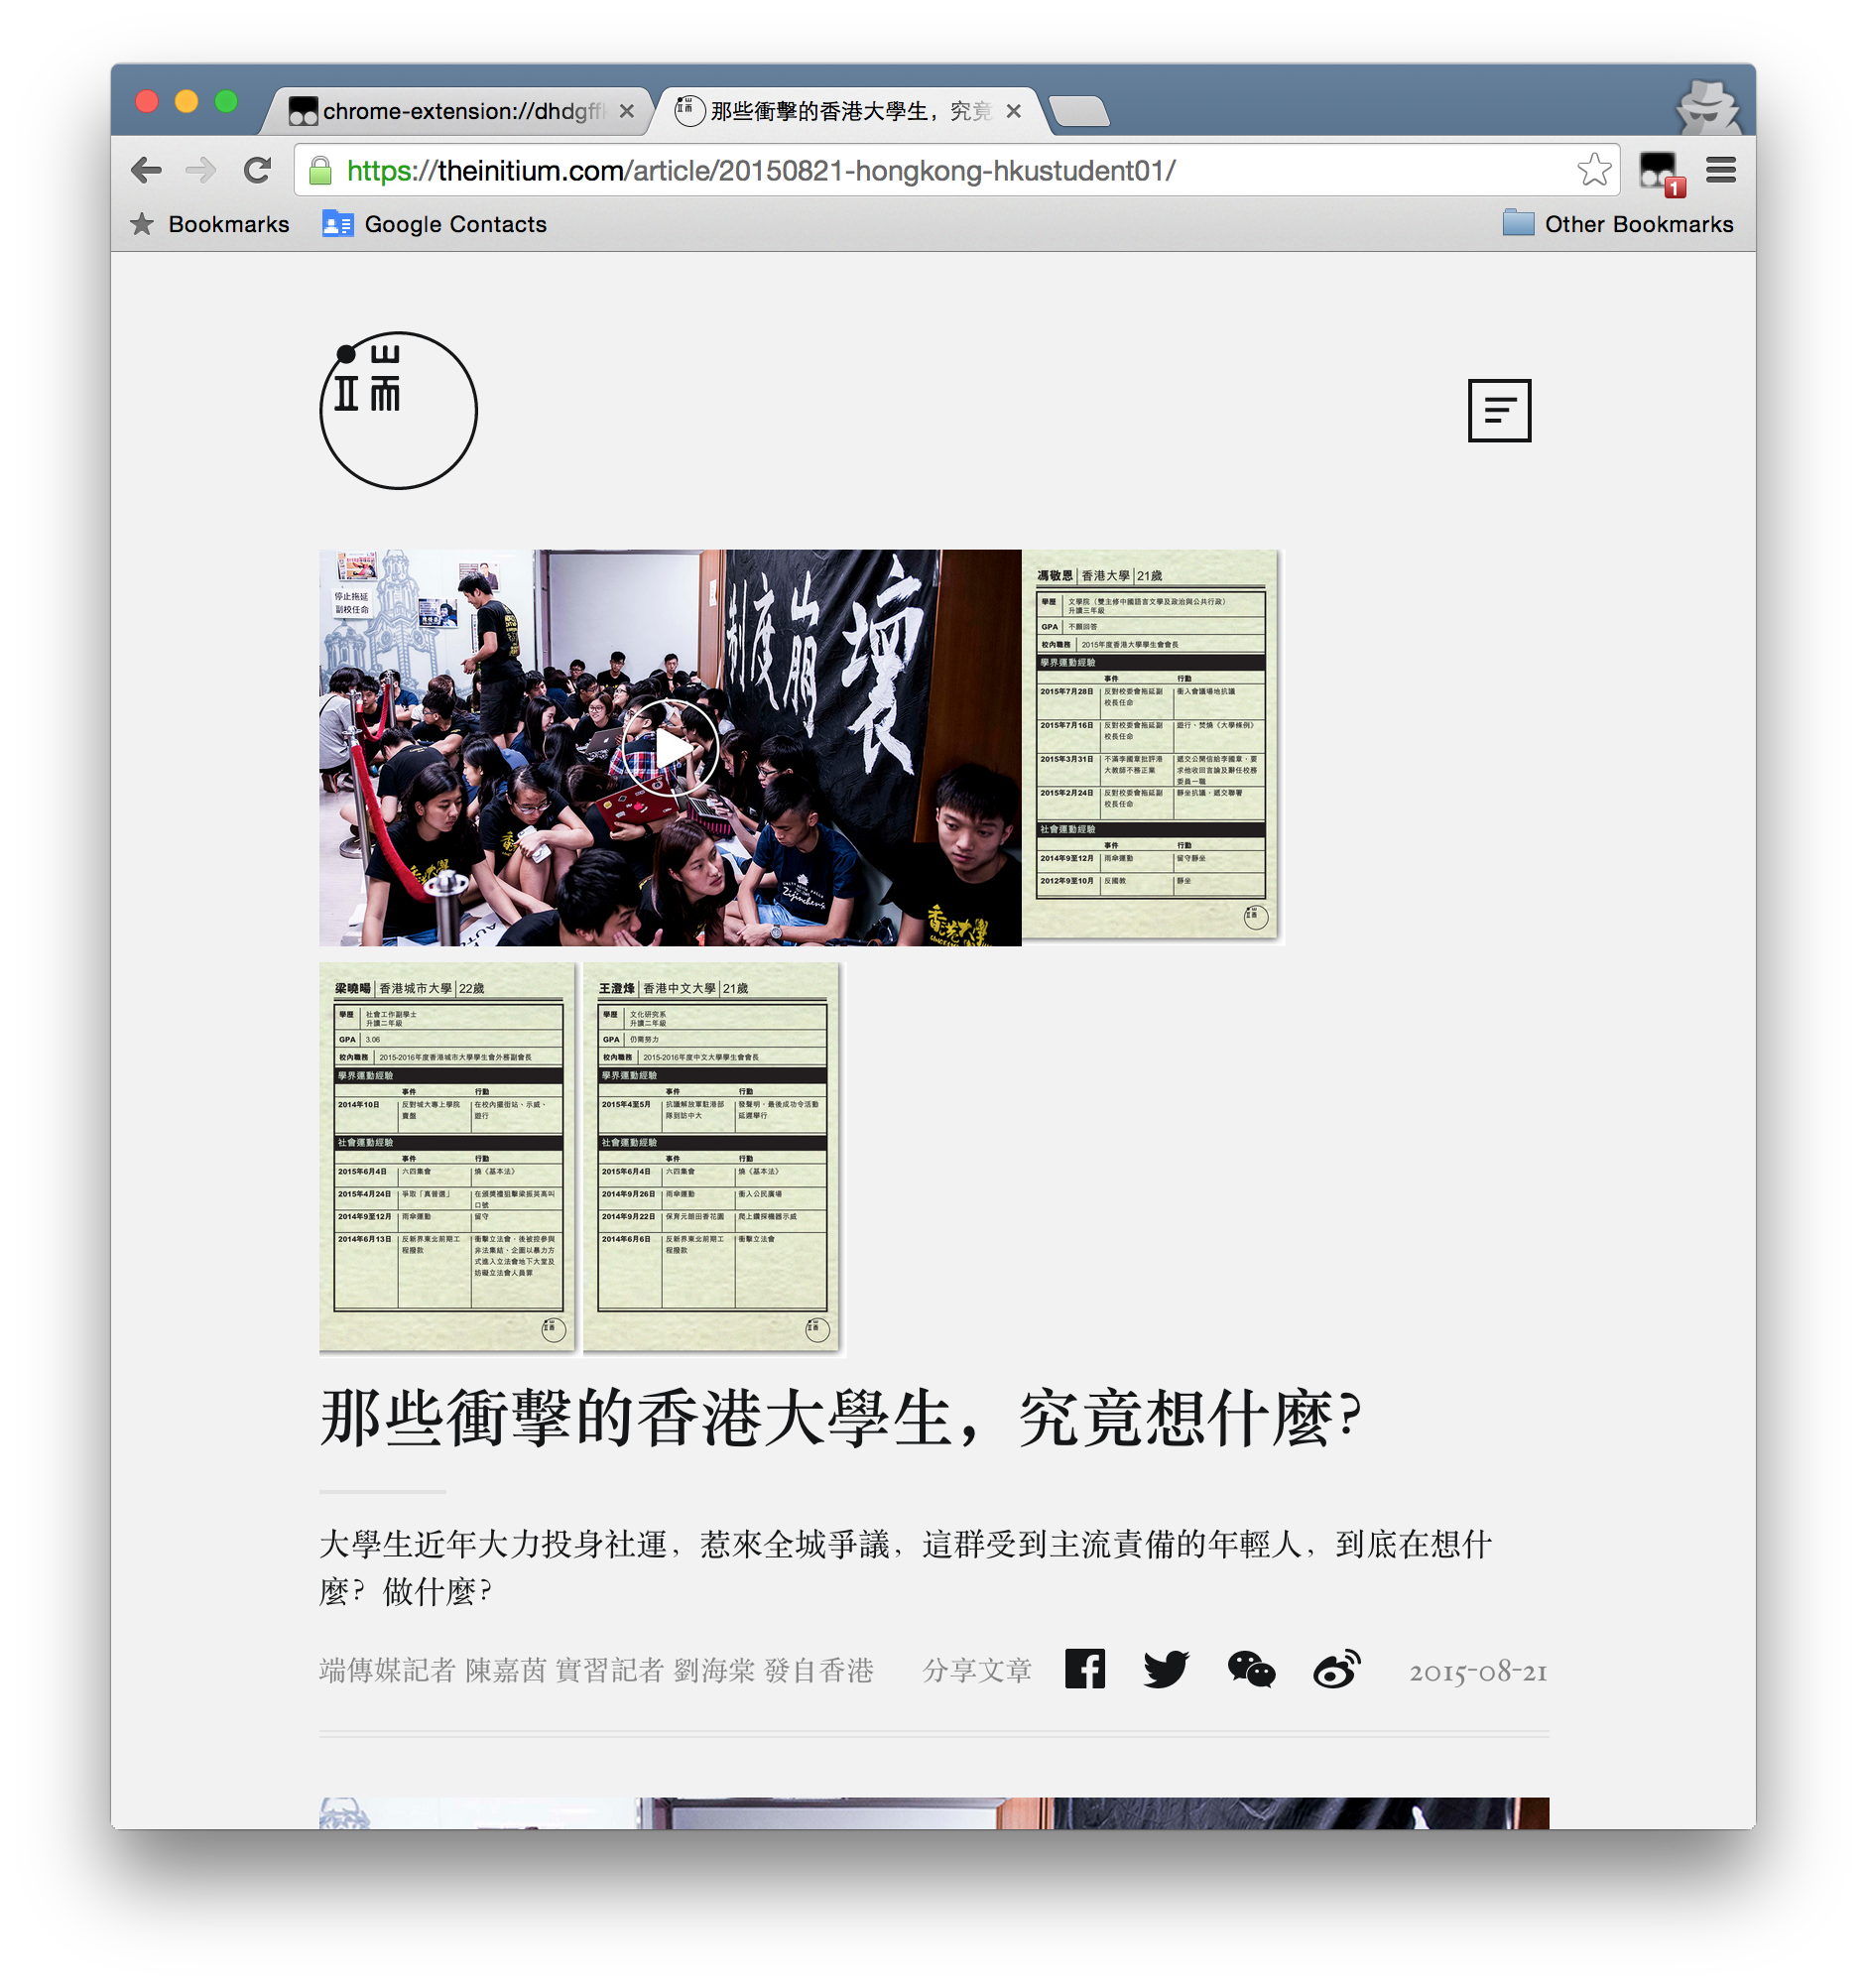 chrome-extension://dhdgff
那些衝擊的香港大學生，究竟
https://theinitium.com/article/20150821-hongkong-hkustudent01/
1
Bookmarks
Google Contacts
Other Bookmarks
端
停止拖延
副校任命
制度崩壞
香港大學
馮敬恩 香港大學 21歲
學歷 文學院（雙主修中國語言文學及政治與公共行政）
升讀三年級
GPA 不願回答
校內職務 2015年度香港大學學生會會長
學界運動經驗
事件 行動
2015年7月28日 反對校委會拖延副校長任命 衝入會議場地抗議
2015年7月16日 反對校委會拖延副校長任命 遊行、焚燒《大學條例》
2015年3月31日 不滿李國章批評港大教師不務正業 遞交公開信給李國章，要求他收回言論及辭任校務委員一職
2015年2月24日 反對校委會拖延副校長任命 靜坐抗議，遞交聯署
社會運動經驗
事件 行動
2014年9至12月 雨傘運動 留守靜坐
2012年9至10月 反國教 靜坐
梁曉暘 香港城市大學 22歲
學歷 社會工作副學士
升讀二年級
GPA 3.06
校內職務 2015-2016年度香港城市大學學生會外務副會長
學界運動經驗
事件 行動
2014年10日 反對城大專上學院賣盤 在校內擺街站、示威、遊行
社會運動經驗
事件 行動
2015年6月4日 六四集會 燒《基本法》
2015年4月24日 爭取「真普選」 在頒獎禮狙擊梁振英高叫口號
2014年9至12月 雨傘運動 留守
2014年6月13日 反新界東北前期工程撥款 衝擊立法會，後被控參與非法集結、企圖以暴力方式進入立法會地下大堂及妨礙立法會人員罪
王澄烽 香港中文大學 21歲
學歷 文化研究系
升讀二年級
GPA 仍需努力
校內職務 2015-2016年度中文大學學生會會長
學界運動經驗
事件 行動
2015年4至5月 抗議解放軍駐港部隊到訪中大 發聲明，最後成功令活動延遲舉行
社會運動經驗
事件 行動
2015年6月4日 六四集會 燒《基本法》
2014年9月26日 雨傘運動 衝入公民廣場
2014年9月22日 保育元朗田香花園 爬上鑽探機器示威
2014年6月6日 反新界東北前期工程撥款 衝擊立法會
那些衝擊的香港大學生，究竟想什麼?
大學生近年大力投身社運，惹來全城爭議，這群受到主流責備的年輕人，到底在想什
麼？做什麼?
端傳媒記者 陳嘉茵 實習記者 劉海棠 發自香港 分享文章 2015-08-21